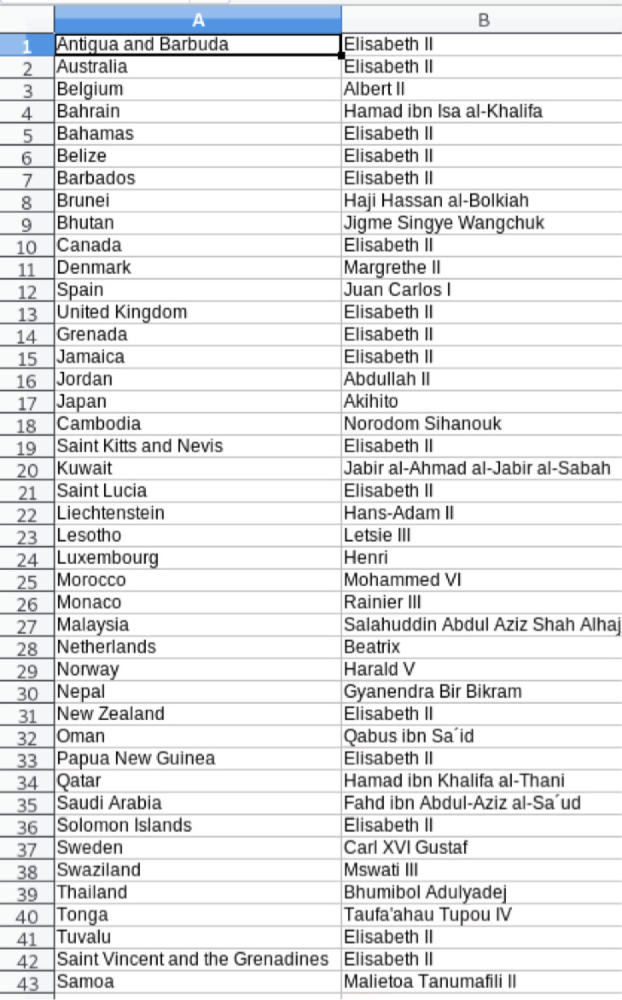 A B
1 Antigua and Barbuda Elisabeth II
2 Australia Elisabeth II
3 Belgium Albert II
4 Bahrain Hamad ibn Isa al-Khalifa
5 Bahamas Elisabeth II
6 Belize Elisabeth II
7 Barbados Elisabeth II
8 Brunei Haji Hassan al-Bolkiah
9 Bhutan Jigme Singye Wangchuk
10 Canada Elisabeth II
11 Denmark Margrethe II
12 Spain Juan Carlos I
13 United Kingdom Elisabeth II
14 Grenada Elisabeth II
15 Jamaica Elisabeth II
16 Jordan Abdullah II
17 Japan Akihito
18 Cambodia Norodom Sihanouk
19 Saint Kitts and Nevis Elisabeth II
20 Kuwait Jabir al-Ahmad al-Jabir al-Sabah
21 Saint Lucia Elisabeth II
22 Liechtenstein Hans-Adam II
23 Lesotho Letsie III
24 Luxembourg Henri
25 Morocco Mohammed VI
26 Monaco Rainier III
27 Malaysia Salahuddin Abdul Aziz Shah Alhaj
28 Netherlands Beatrix
29 Norway Harald V
30 Nepal Gyanendra Bir Bikram
31 New Zealand Elisabeth II
32 Oman Qabus ibn Sa´id
33 Papua New Guinea Elisabeth II
34 Qatar Hamad ibn Khalifa al-Thani
35 Saudi Arabia Fahd ibn Abdul-Aziz al-Sa´ud
36 Solomon Islands Elisabeth II
37 Sweden Carl XVI Gustaf
38 Swaziland Mswati III
39 Thailand Bhumibol Adulyadej
40 Tonga Taufa'ahau Tupou IV
41 Tuvalu Elisabeth II
42 Saint Vincent and the Grenadines Elisabeth II
43 Samoa Malietoa Tanumafili II